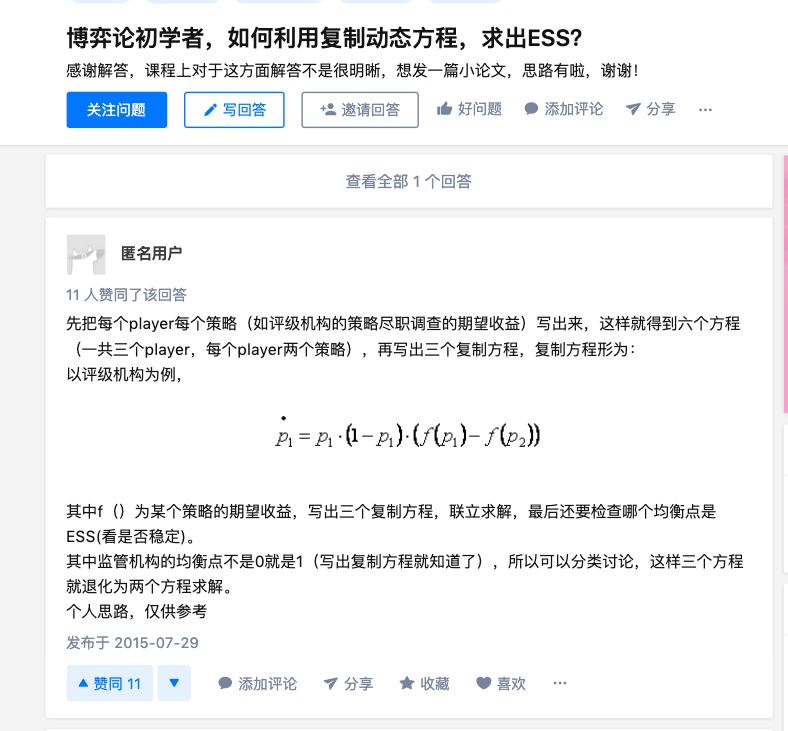 博弈论初学者，如何利用复制动态方程，求出ESS？
感谢解答，课程上对于这方面解答不是很明晰，想发一篇小论文，思路有啦，谢谢！
关注问题 写回答 邀请回答 好问题 添加评论 分享 ···
查看全部 1 个回答
匿名用户
11 人赞同了该回答
先把每个player每个策略（如评级机构的策略尽职调查的期望收益）写出来，这样就得到六个方程
（一共三个player，每个player两个策略），再写出三个复制方程，复制方程形为：
以评级机构为例，
ṗ₁ = p₁·(1−p₁)·(f(p₁)−f(p₂))
其中f（）为某个策略的期望收益，写出三个复制方程，联立求解，最后还要检查哪个均衡点是
ESS(看是否稳定)。
其中监管机构的均衡点不是0就是1（写出复制方程就知道了），所以可以分类讨论，这样三个方程
就退化为两个方程求解。
个人思路，仅供参考
发布于 2015-07-29
赞同 11 添加评论 分享 收藏 喜欢 ···